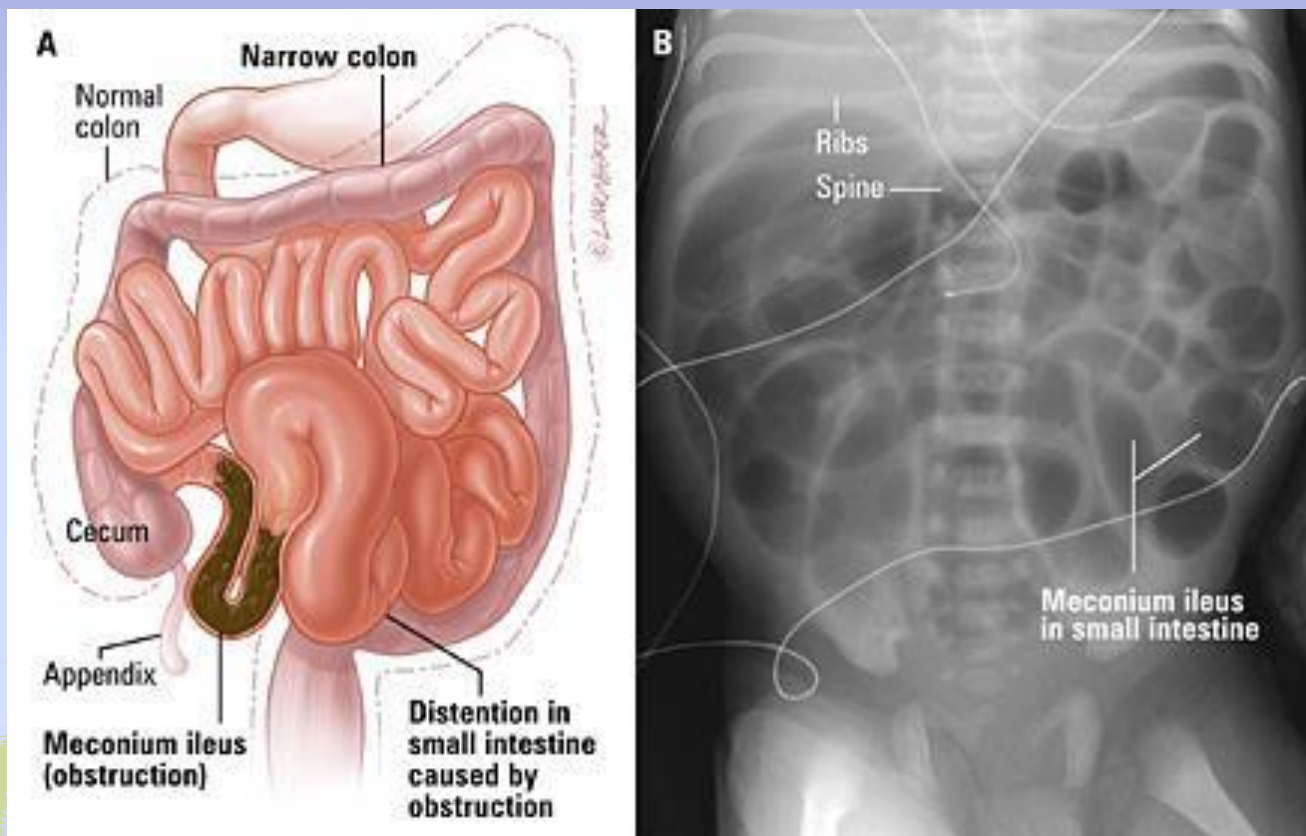 A
Narrow colon
Normal
colon
Cecum
Appendix
Meconium ileus
(obstruction)
Distention in
small intestine
caused by
obstruction
B
Ribs
Spine
Meconium ileus
in small intestine